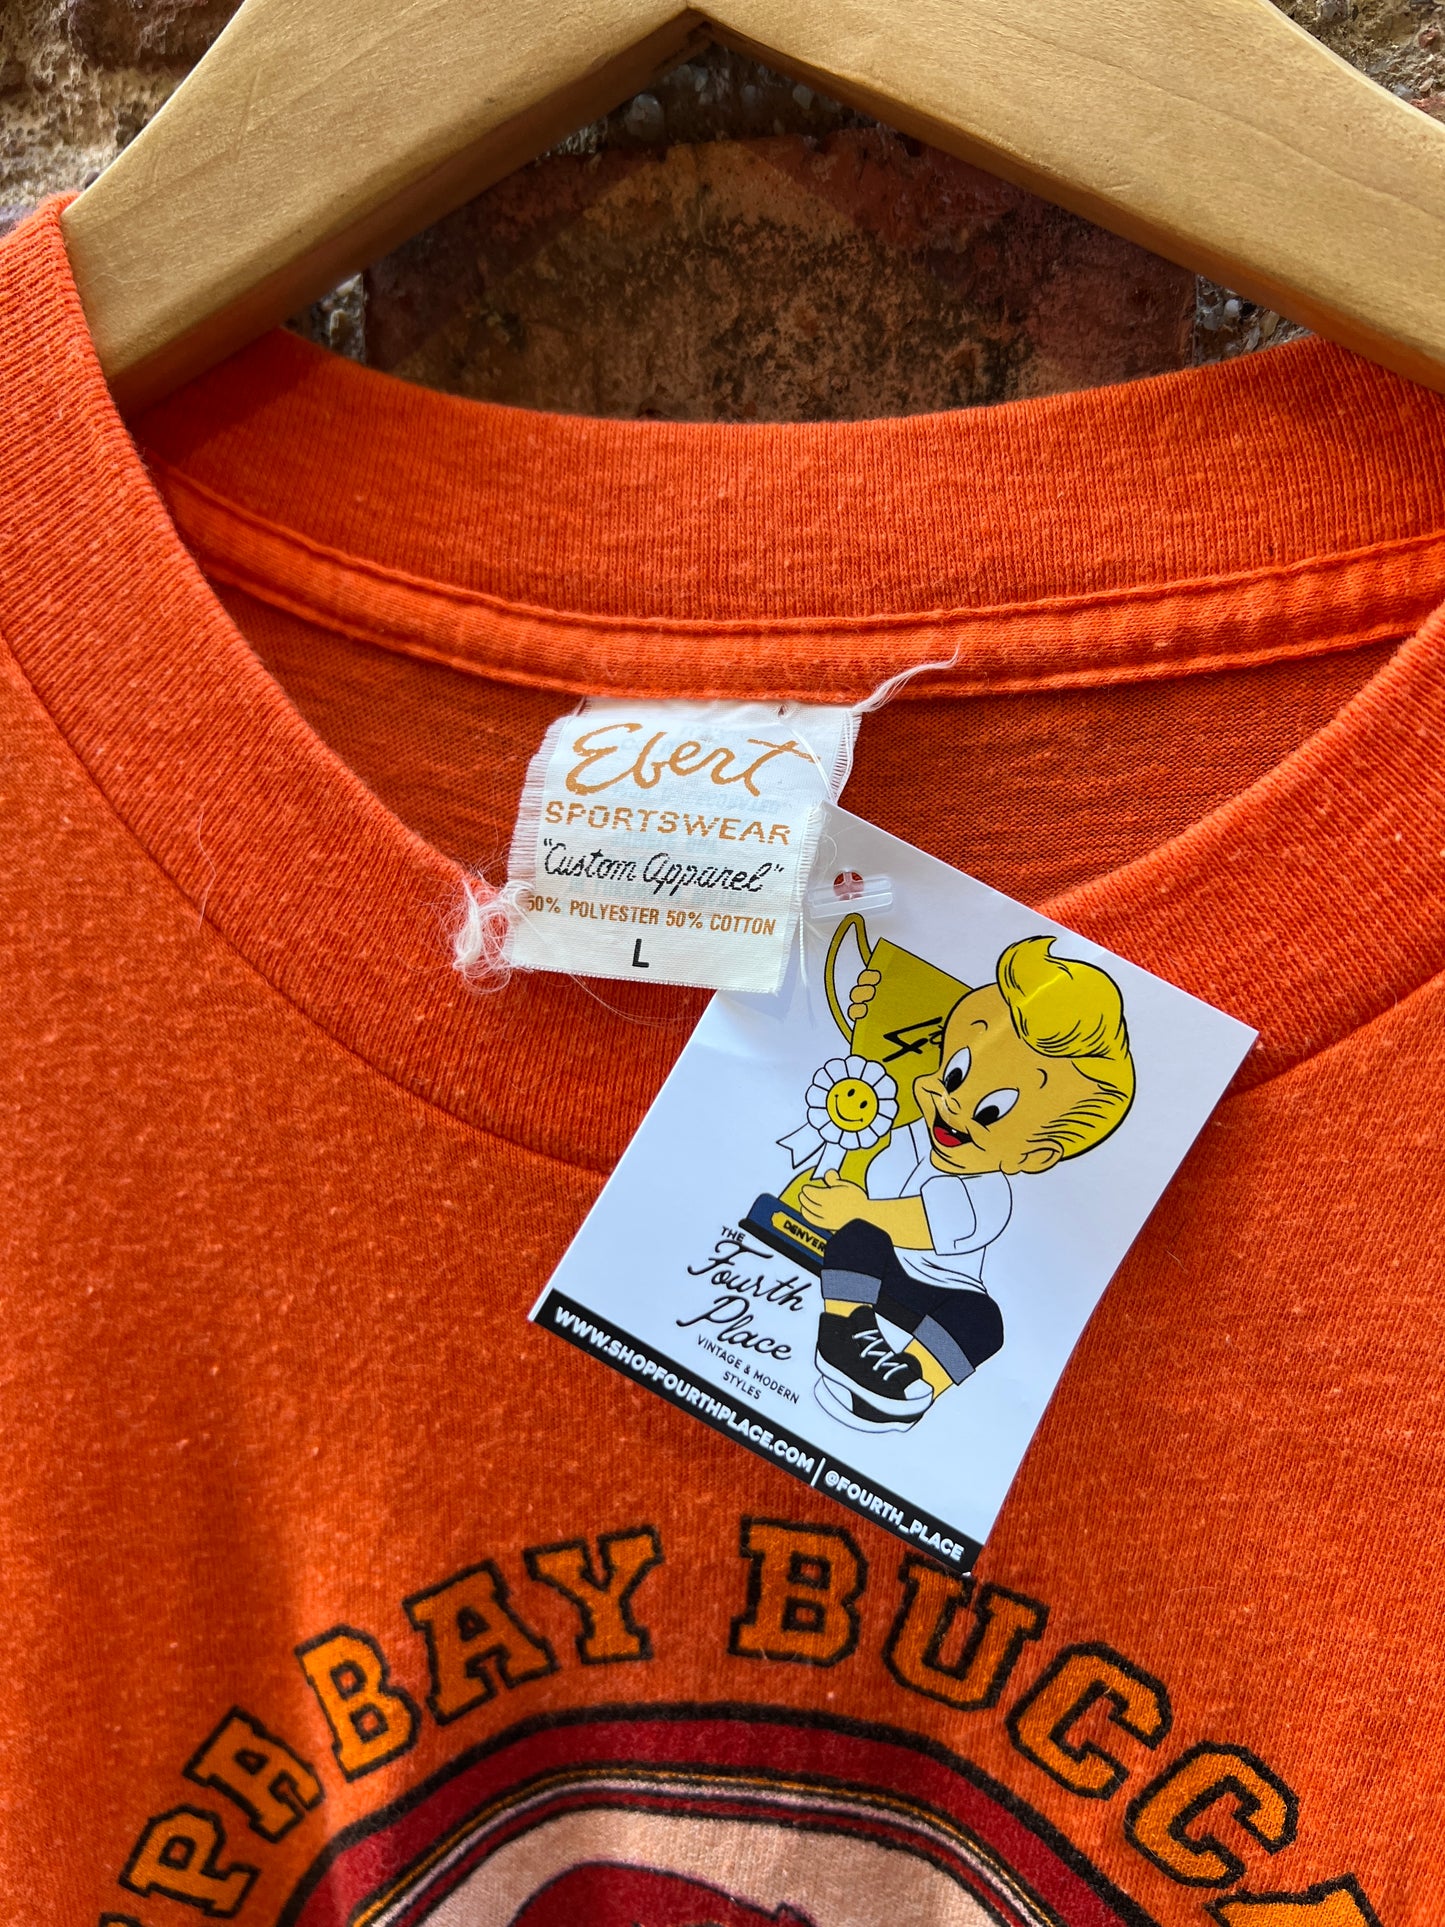 Ebert
SPORTSWEAR
"Custom Apparel"
50% POLYESTER 50% COTTON
L
4th
DENVER
THE
Fourth
Place
VINTAGE & MODERN
STYLES
WWW.SHOPFOURTHPLACE.COM | @FOURTH_PLACE
BAY